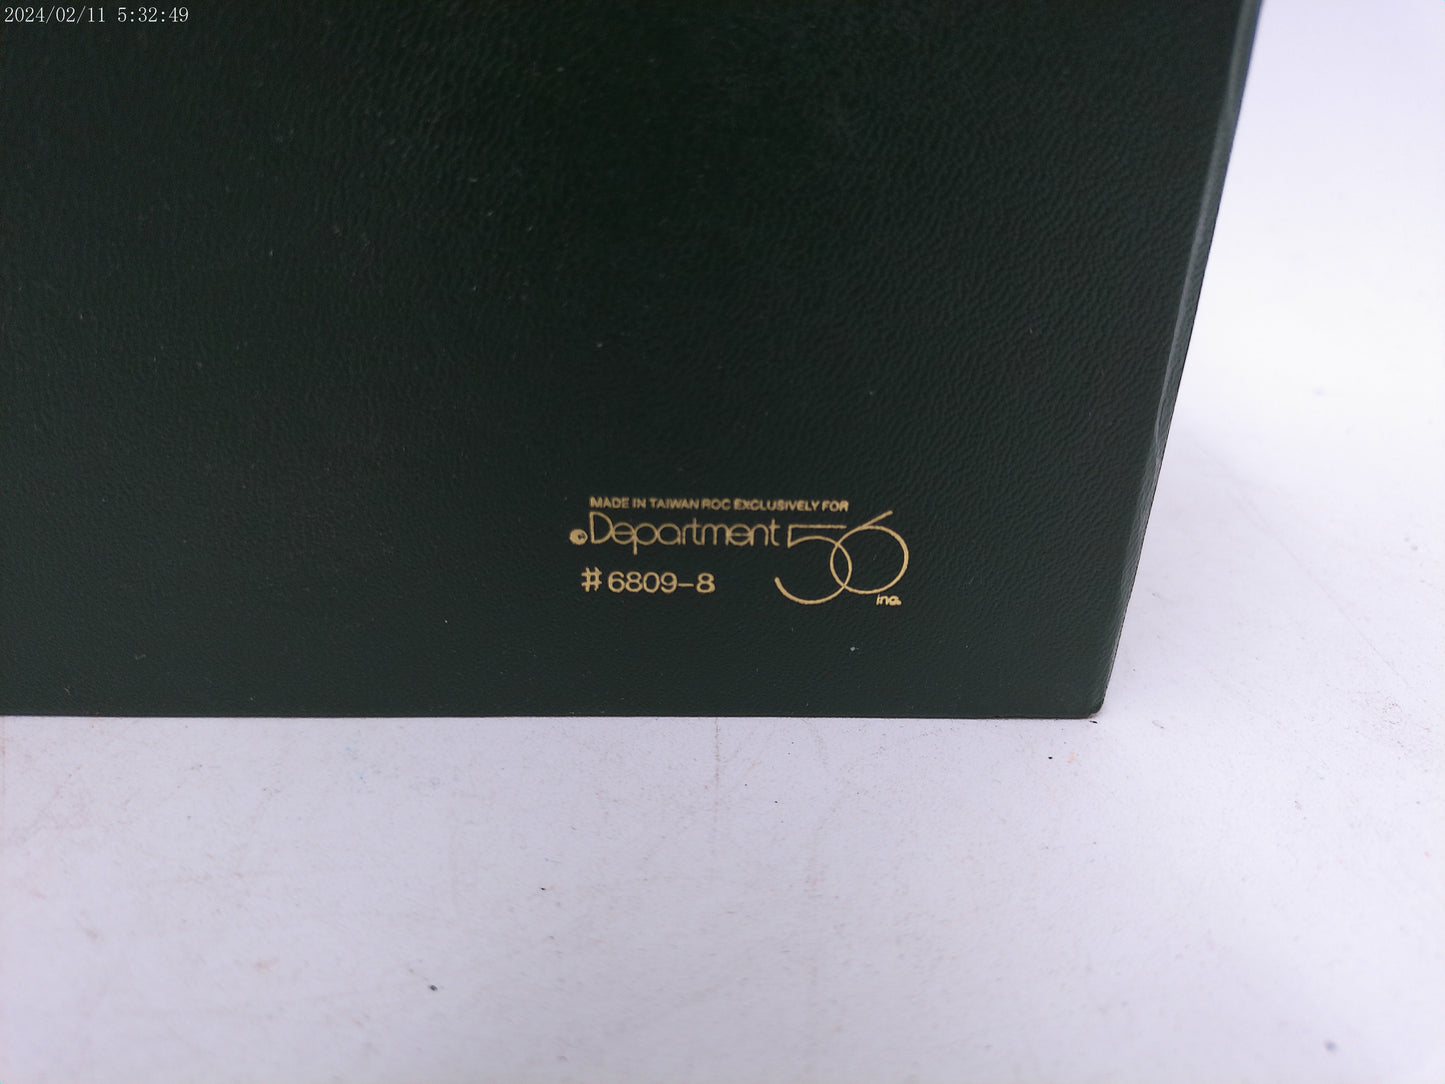 2024/02/11 5:32:49
MADE IN TAIWAN ROC EXCLUSIVELY FOR
© Department 56 inc.
#6809-8